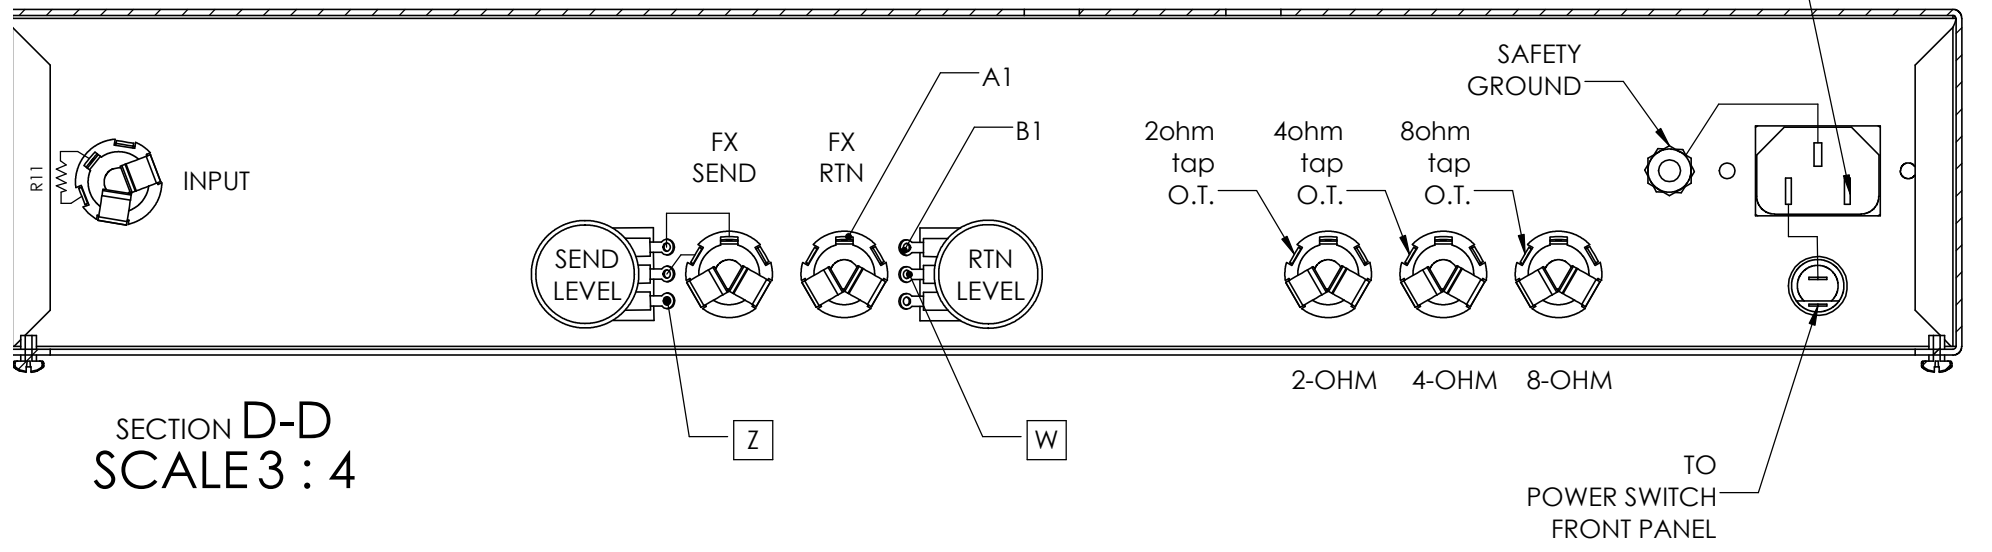 SAFETY
GROUND
A1
B1
FX
SEND
FX
RTN
2ohm
tap
O.T.
4ohm
tap
O.T.
8ohm
tap
O.T.
R11
INPUT
SEND
LEVEL
RTN
LEVEL
2-OHM
4-OHM
8-OHM
Z
W
SECTION D-D
SCALE 3 : 4
TO
POWER SWITCH
FRONT PANEL